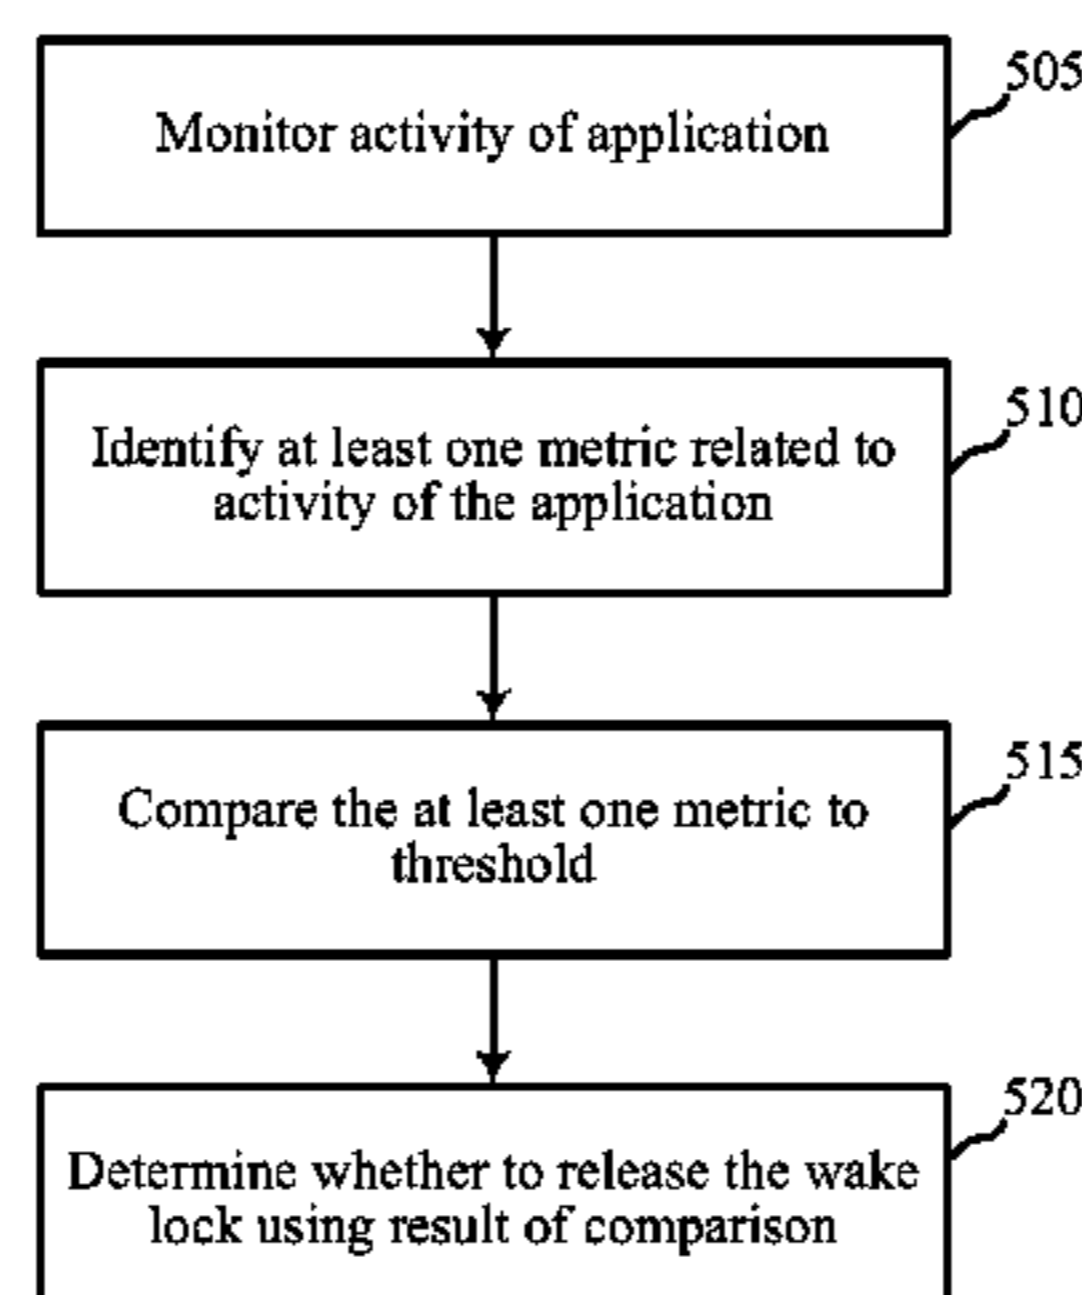 505
Monitor activity of application
510
Identify at least one metric related to
activity of the application
515
Compare the at least one metric to
threshold
520
Determine whether to release the wake
lock using result of comparison